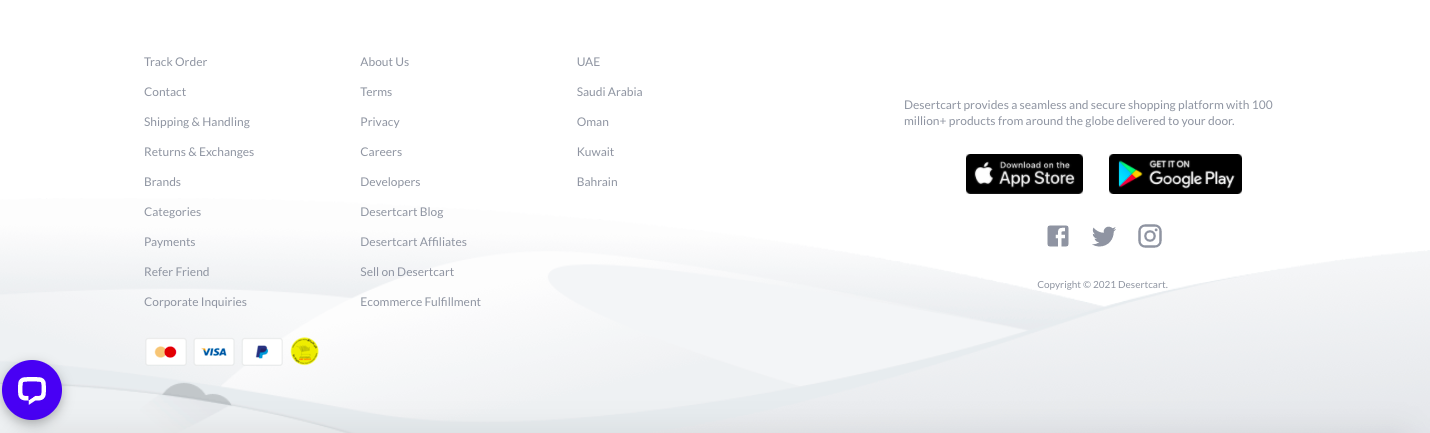 Track Order
Contact
Shipping & Handling
Returns & Exchanges
Brands
Categories
Payments
Refer Friend
Corporate Inquiries
About Us
Terms
Privacy
Careers
Developers
Desertcart Blog
Desertcart Affiliates
Sell on Desertcart
Ecommerce Fulfillment
UAE
Saudi Arabia
Oman
Kuwait
Bahrain
VISA
Desertcart provides a seamless and secure shopping platform with 100
million+ products from around the globe delivered to your door.
Download on the
App Store
GET IT ON
Google Play
Copyright © 2021 Desertcart.